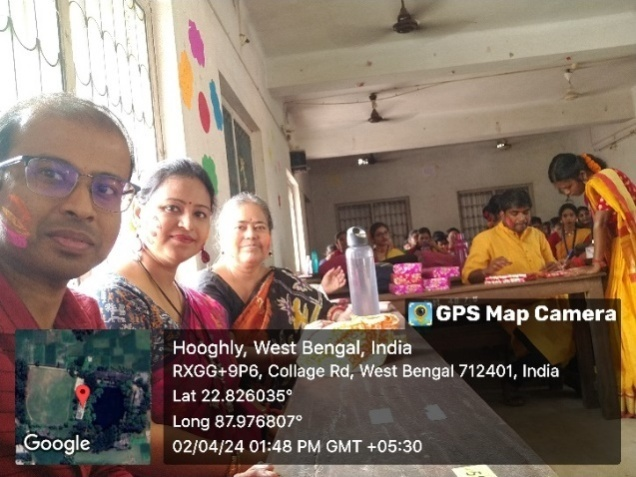 GPS Map Camera
Hooghly, West Bengal, India
RXGG+9P6, Collage Rd, West Bengal 712401, India
Lat 22.826035°
Long 87.976807°
02/04/24 01:48 PM GMT +05:30
Google